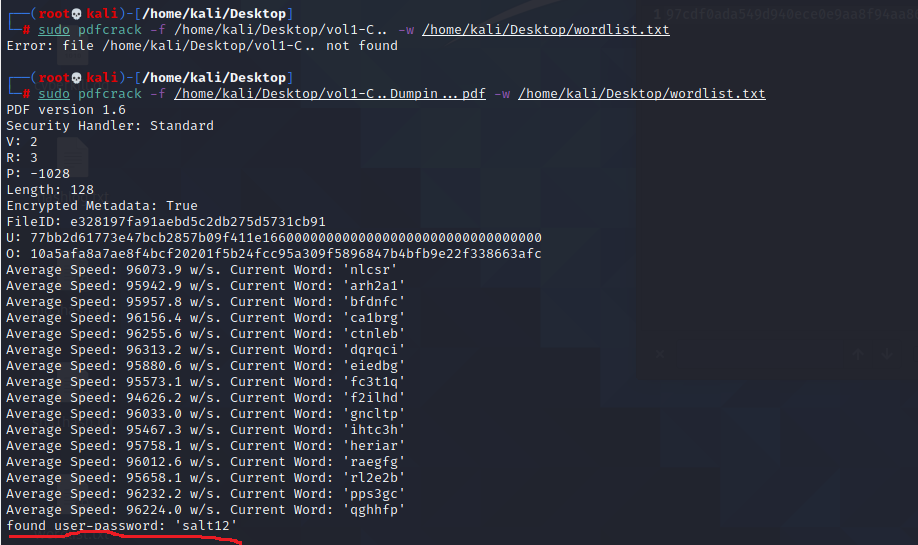 (root💀kali)-[/home/kali/Desktop]
# sudo pdfcrack -f /home/kali/Desktop/vol1-C.. -w /home/kali/Desktop/wordlist.txt
Error: file /home/kali/Desktop/vol1-C.. not found
(root💀kali)-[/home/kali/Desktop]
# sudo pdfcrack -f /home/kali/Desktop/vol1-C..Dumpin...pdf -w /home/kali/Desktop/wordlist.txt
PDF version 1.6
Security Handler: Standard
V: 2
R: 3
P: -1028
Length: 128
Encrypted Metadata: True
FileID: e328197fa91aebd5c2db275d5731cb91
U: 77bb2d61773e47bcb2857b09f411e16600000000000000000000000000000000
O: 10a5afa8a7ae8f4bcf20201f5b24fcc95a309f5896847b4bfb9e22f338663afc
Average Speed: 96073.9 w/s. Current Word: 'nlcsr'
Average Speed: 95942.9 w/s. Current Word: 'arh2a1'
Average Speed: 95957.8 w/s. Current Word: 'bfdnfc'
Average Speed: 96156.4 w/s. Current Word: 'ca1brg'
Average Speed: 96255.6 w/s. Current Word: 'ctnleb'
Average Speed: 96313.2 w/s. Current Word: 'dqrqci'
Average Speed: 95880.6 w/s. Current Word: 'eiedbg'
Average Speed: 95573.1 w/s. Current Word: 'fc3t1q'
Average Speed: 94626.2 w/s. Current Word: 'f2ilhd'
Average Speed: 96033.0 w/s. Current Word: 'gncltp'
Average Speed: 95467.3 w/s. Current Word: 'ihtc3h'
Average Speed: 95758.1 w/s. Current Word: 'heriar'
Average Speed: 96012.6 w/s. Current Word: 'raegfg'
Average Speed: 95658.1 w/s. Current Word: 'rl2e2b'
Average Speed: 96232.2 w/s. Current Word: 'pps3gc'
Average Speed: 96224.0 w/s. Current Word: 'qghhfp'
found user-password: 'salt12'